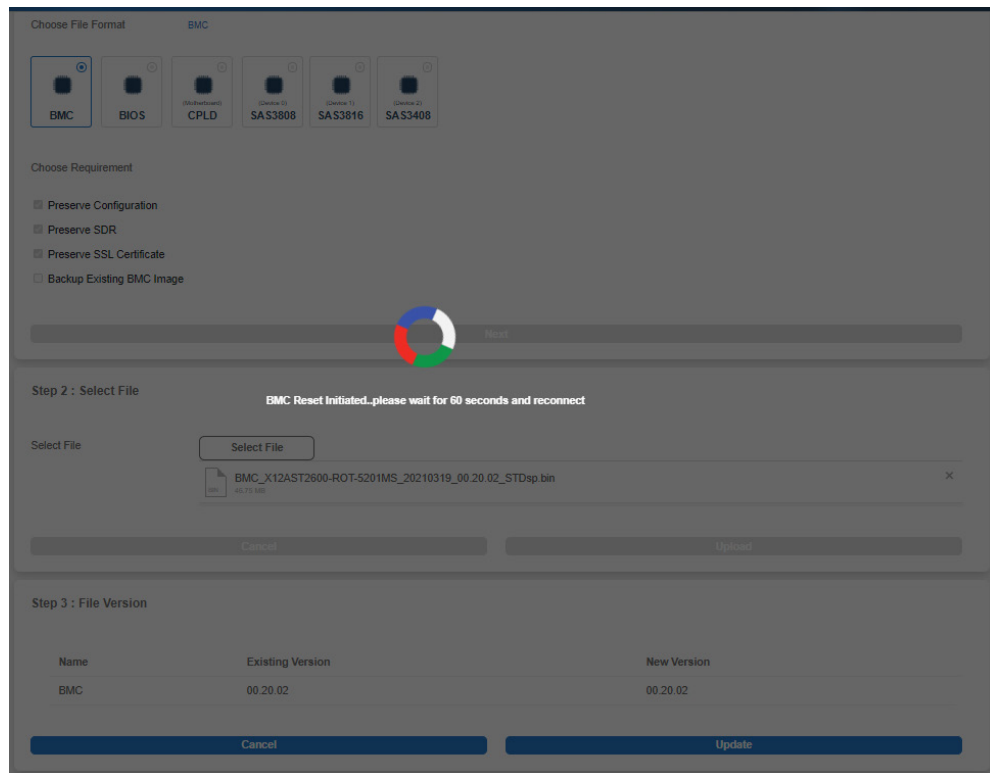 Choose File Format BMC
BMC
BIOS
(Motherboard)
CPLD
(Device 0)
SAS3808
(Device 1)
SAS3816
(Device 2)
SAS3408
Choose Requirement
Preserve Configuration
Preserve SDR
Preserve SSL Certificate
Backup Existing BMC Image
Next
BMC Reset Initiated..please wait for 60 seconds and reconnect
Step 2 : Select File
Select File Select File
BMC_X12AST2600-ROT-5201MS_20210319_00.20.02_STDsp.bin
Cancel Upload
Step 3 : File Version
Name Existing Version New Version
BMC 00.20.02 00.20.02
Cancel Update